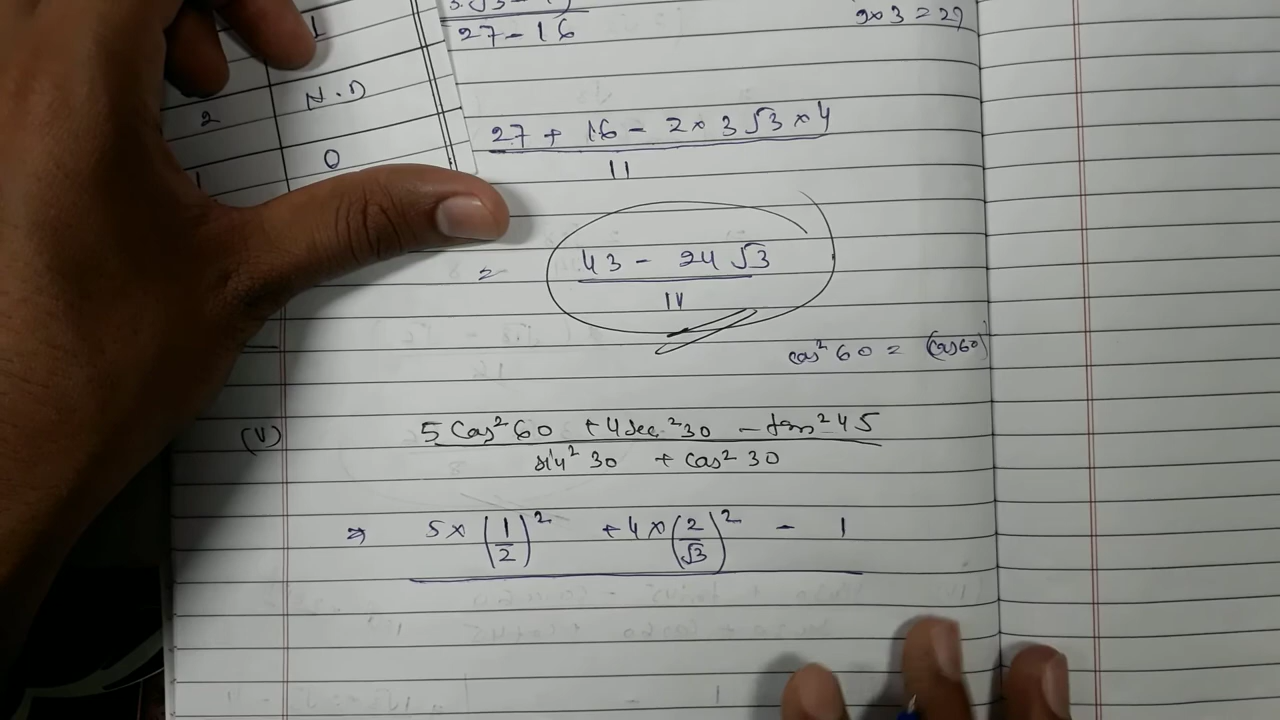 1
27 - 16
9 × 3 = 27
2 N.D
27 + 16 - 2 × 3 √3 × 4
11
1 0
= 43 - 24 √3
11
cos² 60 = (cos60)
(V) 5 cos² 60 + 4 sec² 30 - tan² 45
sin² 30 + cos² 30
⇒ 5 × (1/2)² + 4 × (2/√3)² - 1